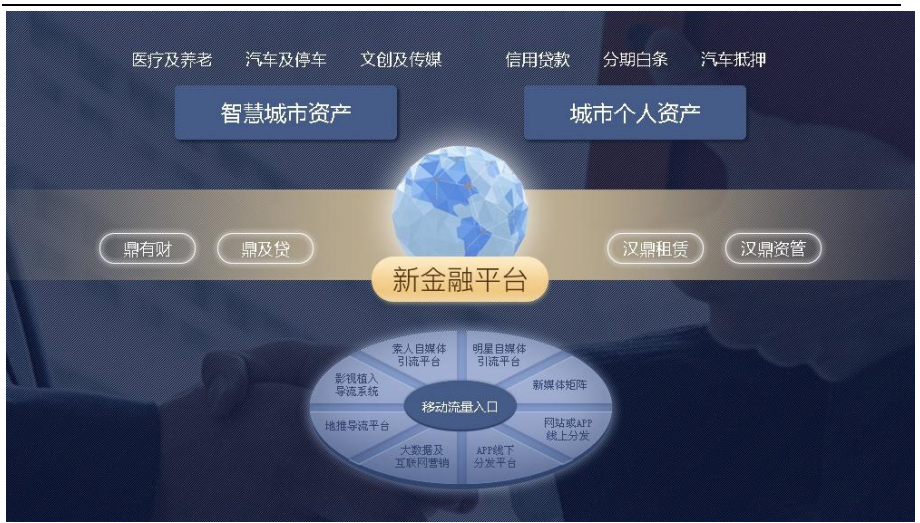 医疗及养老 汽车及停车 文创及传媒 信用贷款 分期白条 汽车抵押
智慧城市资产 城市个人资产
鼎有财 鼎及贷 汉鼎租赁 汉鼎资管
新金融平台
素人自媒体
引流平台
明星自媒体
引流平台
影视植入
导流系统
新媒体矩阵
移动流量入口
地推导流平台
网站或APP
线上分发
大数据及
互联网营销
APP线下
分发平台